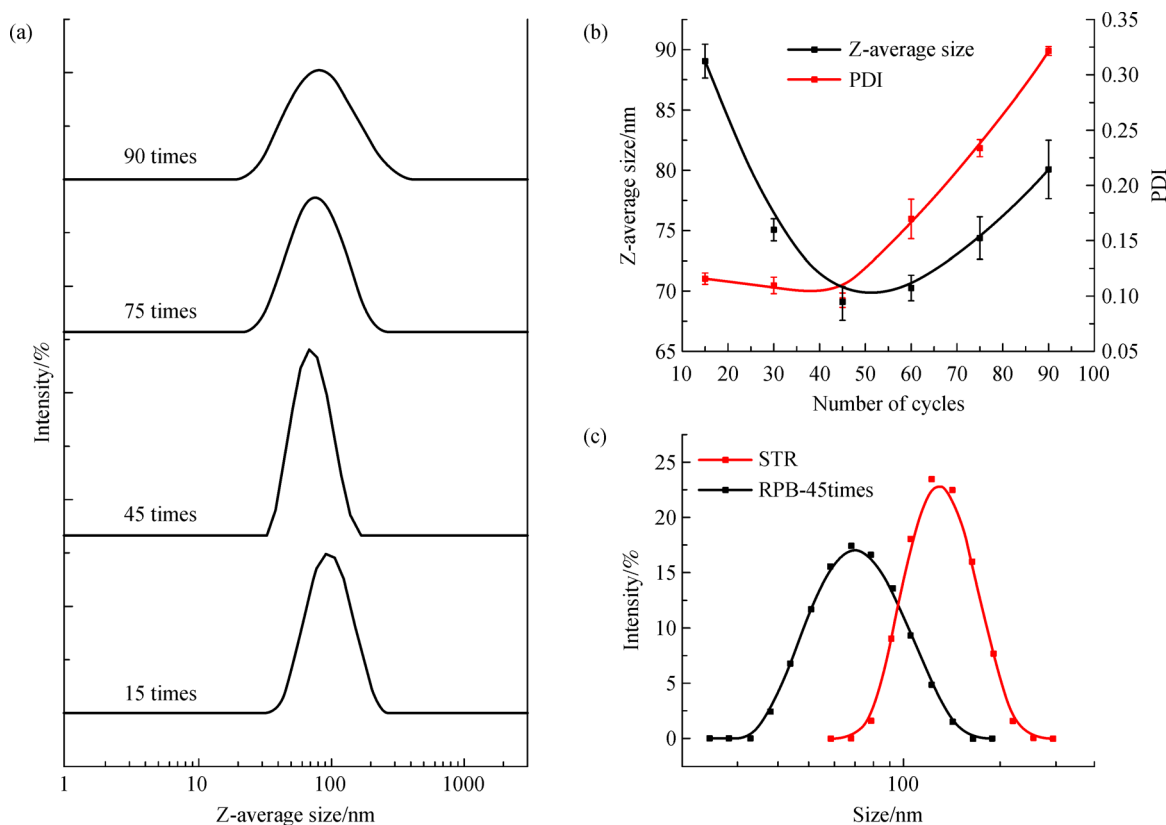 (a)
90 times
75 times
45 times
15 times
Intensity/%
1
10
100
1000
Z-average size/nm
(b)
Z-average size
PDI
90
85
80
75
70
65
Z-average size/nm
0.35
0.30
0.25
0.20
0.15
0.10
0.05
PDI
10 20 30 40 50 60 70 80 90 100
Number of cycles
(c)
STR
RPB-45times
25
20
15
10
5
0
Intensity/%
100
Size/nm